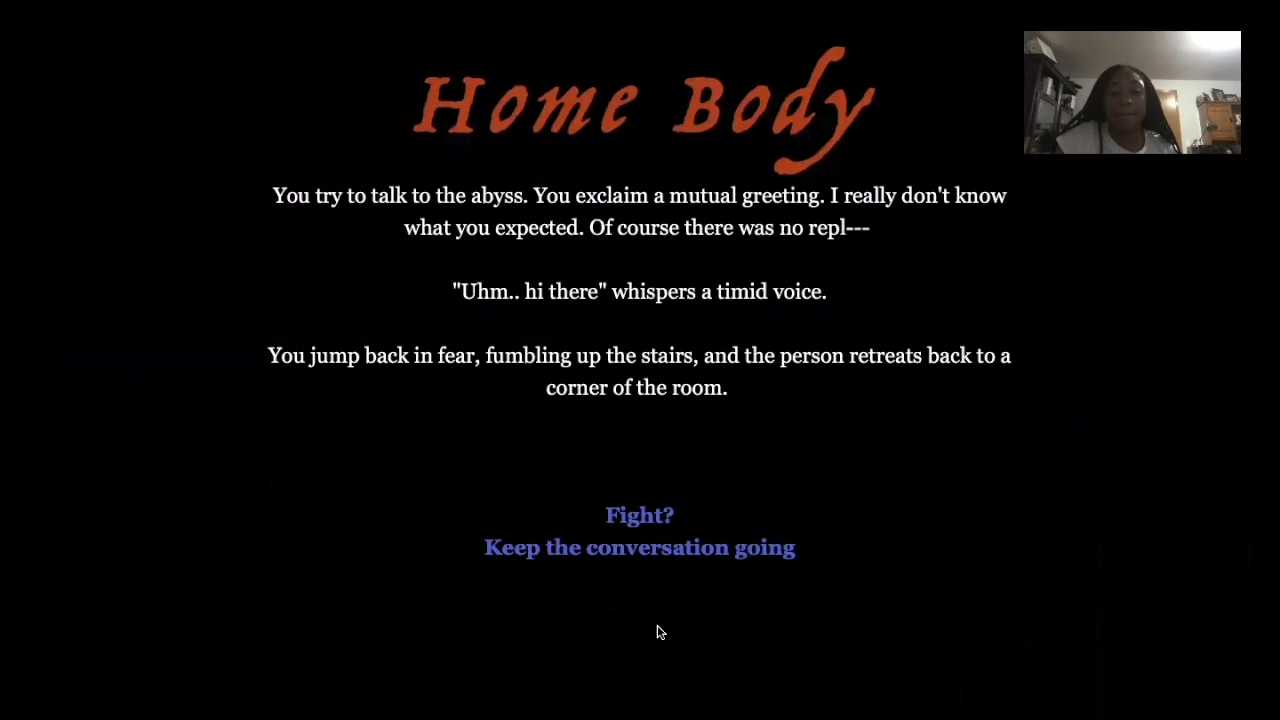 Home Body
You try to talk to the abyss. You exclaim a mutual greeting. I really don't know
what you expected. Of course there was no repl---
"Uhm.. hi there" whispers a timid voice.
You jump back in fear, fumbling up the stairs, and the person retreats back to a
corner of the room.
Fight?
Keep the conversation going